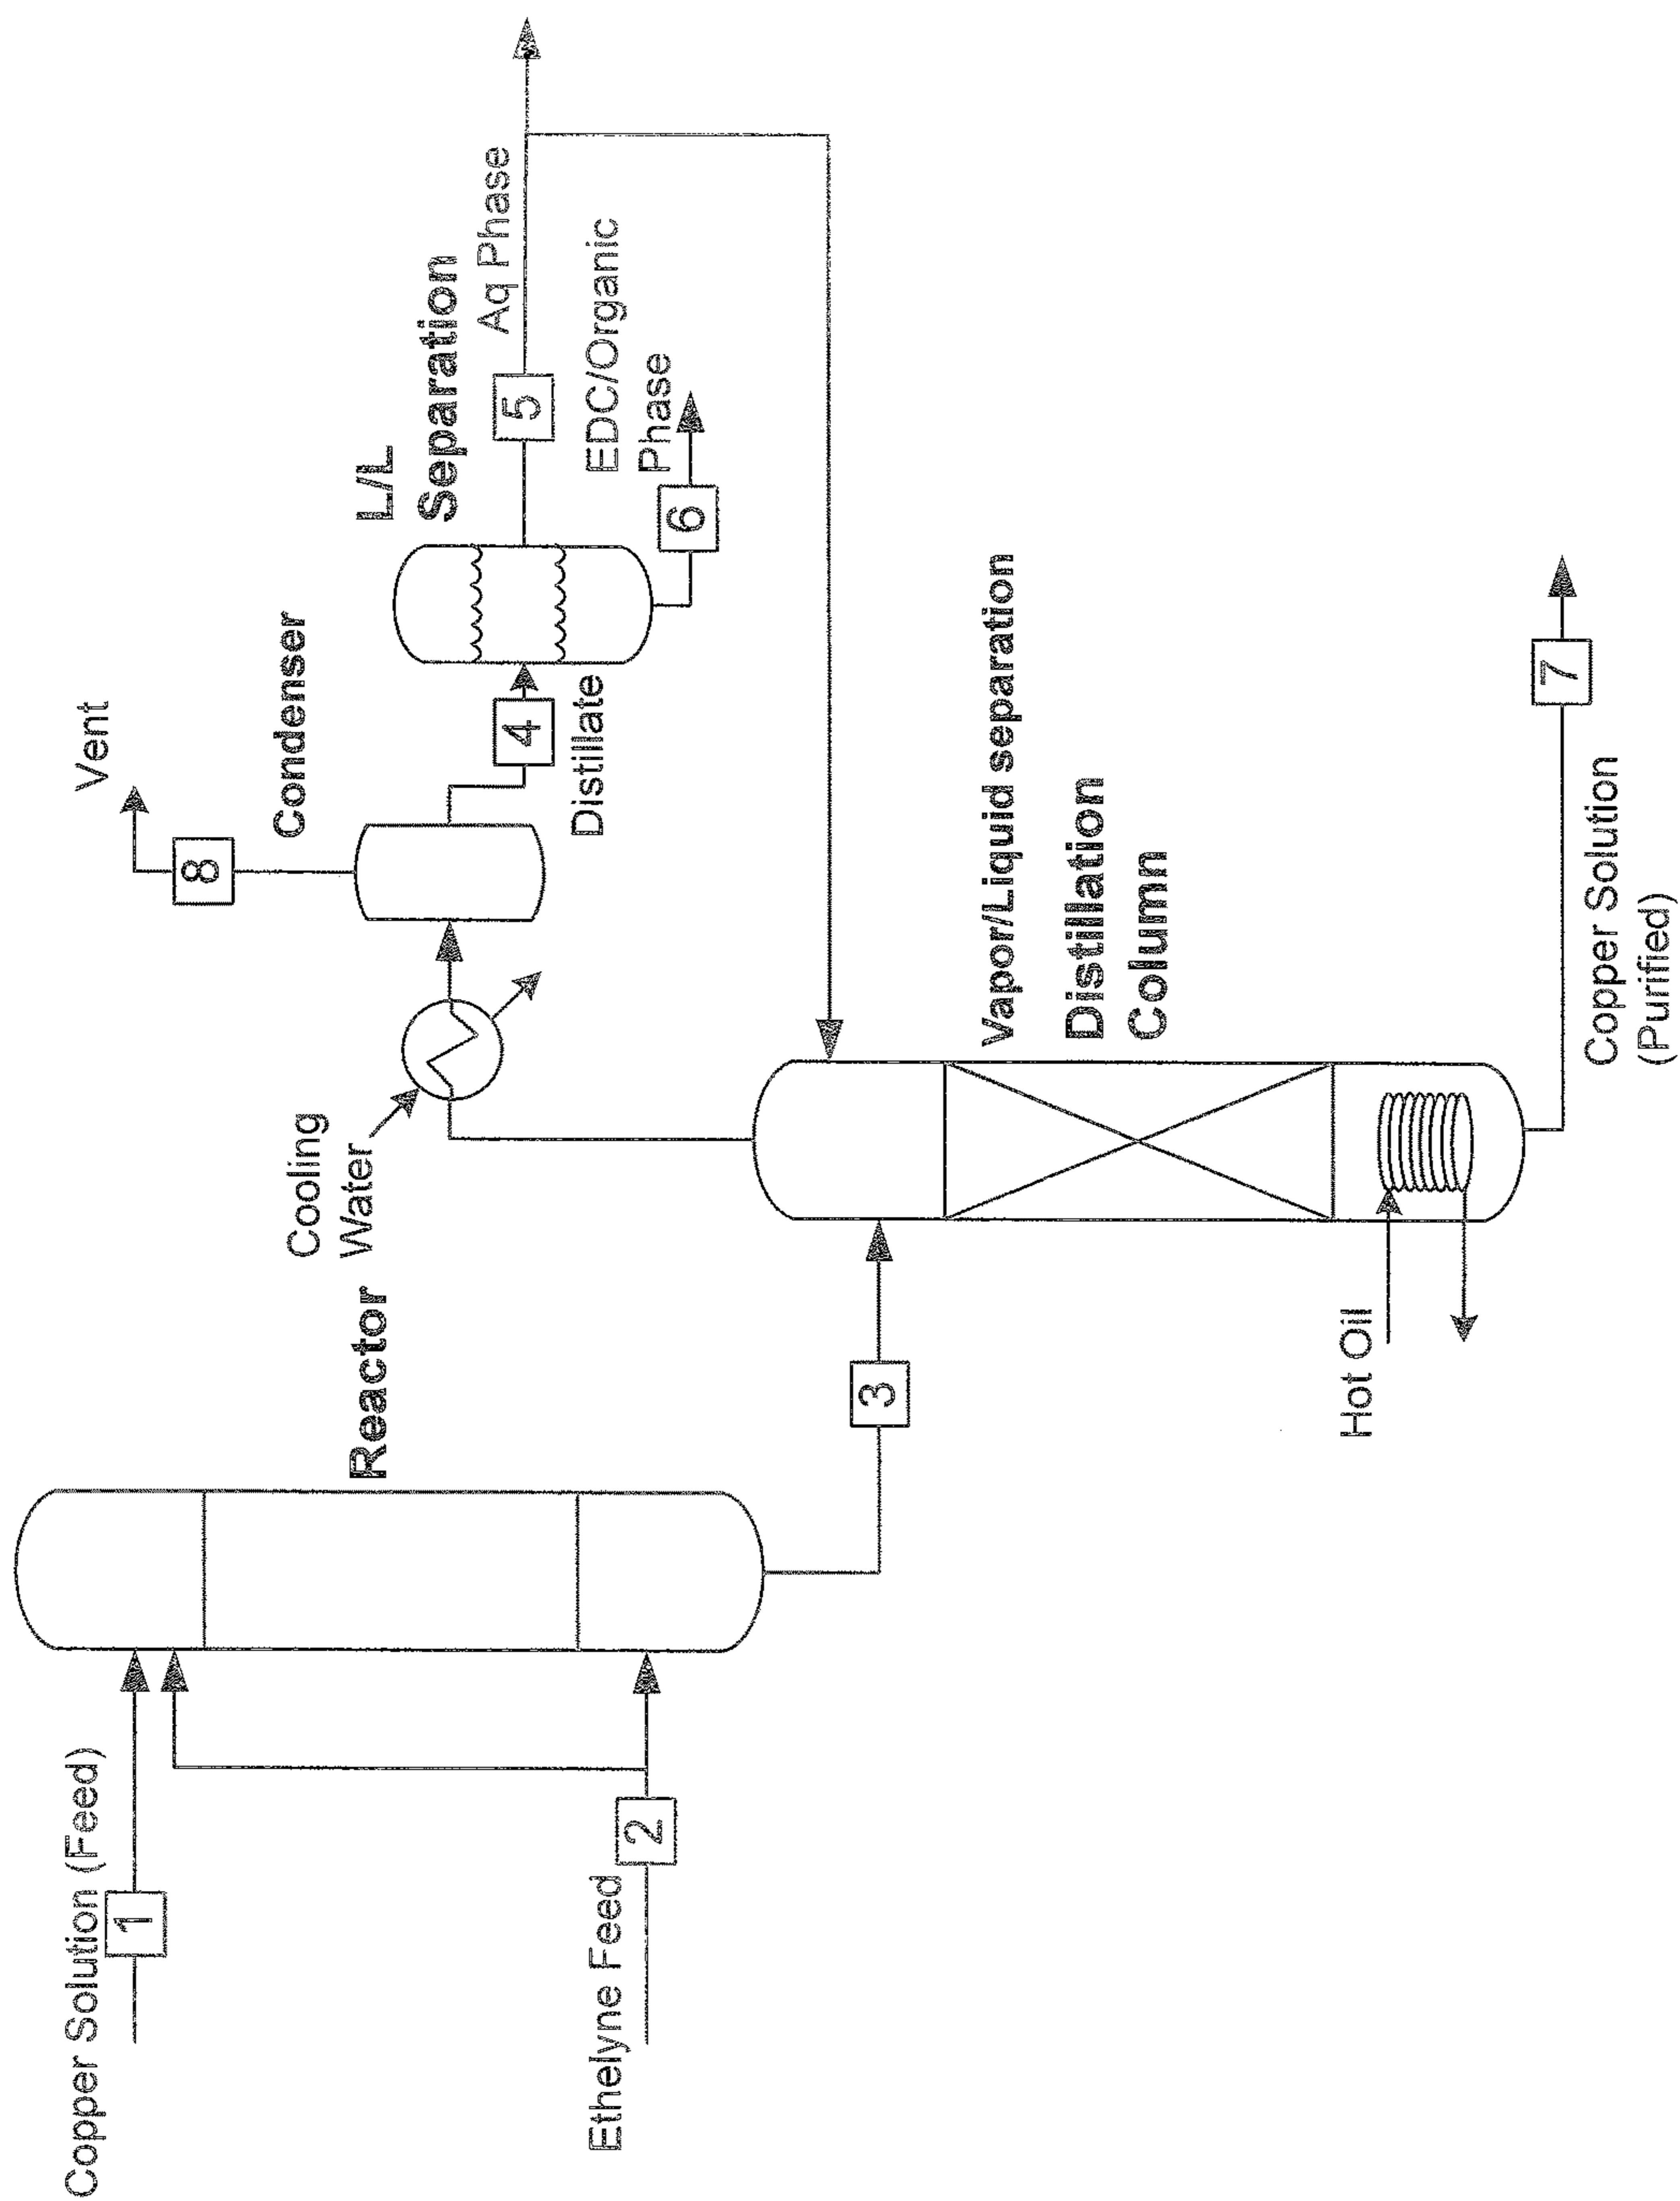 Copper Solution (Feed)
1
Ethelyne Feed
2
Reactor
3
Cooling
Water
Vent
8
Condenser
4
Distillate
L/L
Separation
5
Aq Phase
6
EDC/Organic
Phase
Vapor/Liquid separation
Distillation
Column
Hot Oil
7
Copper Solution
(Purified)